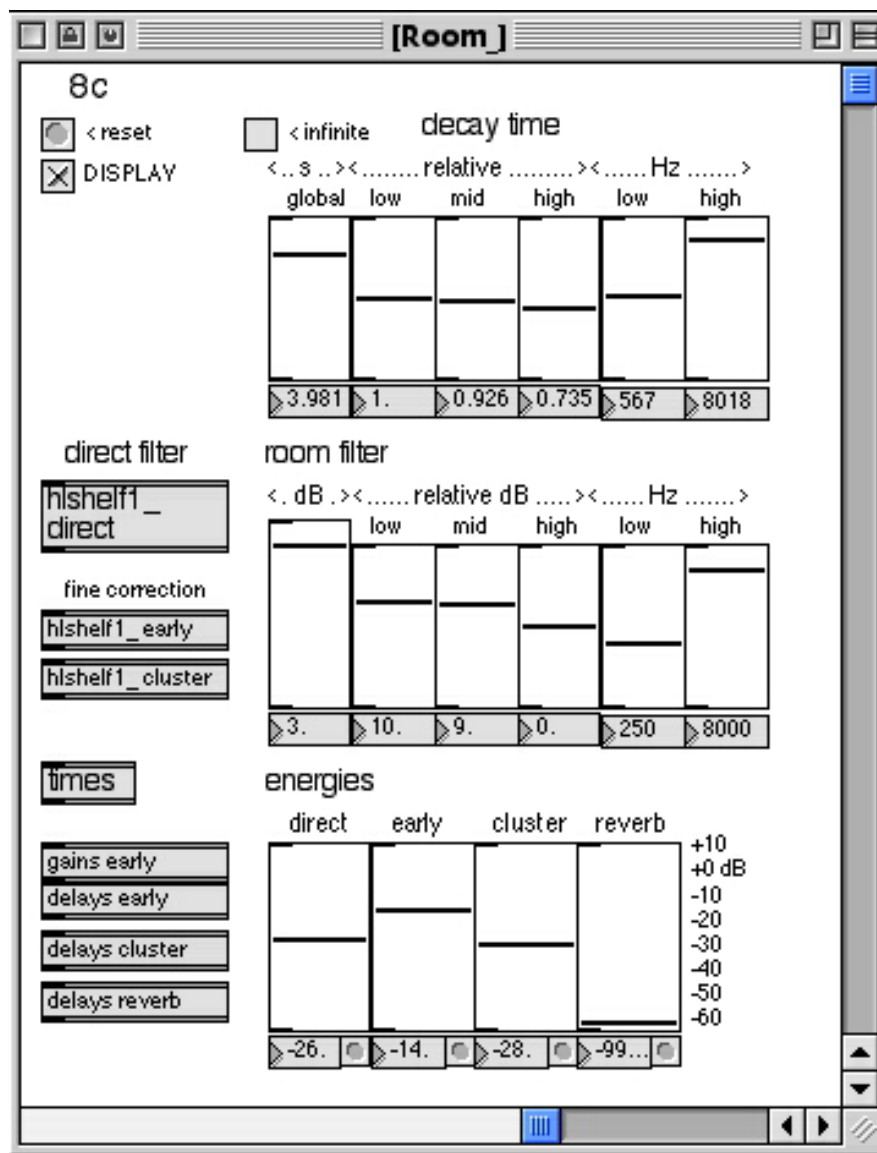 [Room_]
8c
< reset
< infinite
decay time
DISPLAY
<.. s ..><........ relative .........><...... Hz .......>
global low mid high low high
3.981 1. 0.926 0.735 567 8018
direct filter
room filter
hlshelf1_
direct
<. dB .><...... relative dB .....><...... Hz .......>
low mid high low high
fine correction
hlshelf1_early
hlshelf1_cluster
3. 10. 9. 0. 250 8000
times
energies
direct early cluster reverb
+10
+0 dB
-10
-20
-30
-40
-50
-60
gains early
delays early
delays cluster
delays reverb
-26. -14. -28. -99...